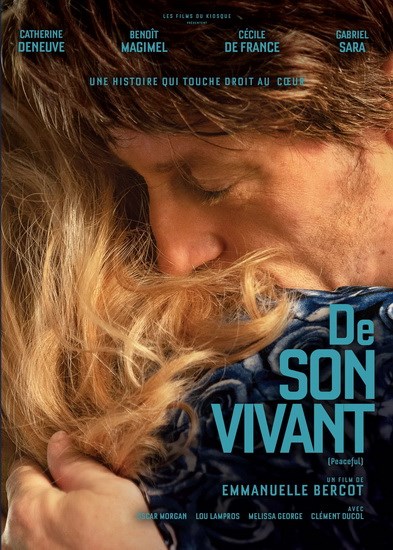 LES FILMS DU KIOSQUE
PRÉSENTENT
CATHERINE DENEUVE
BENOÎT MAGIMEL
CÉCILE DE FRANCE
GABRIEL SARA
UNE HISTOIRE QUI TOUCHE DROIT AU CŒUR
De
SON
VIVANT
(Peaceful)
UN FILM DE
EMMANUELLE BERCOT
AVEC
OSCAR MORGAN LOU LAMPROS MELISSA GEORGE CLÉMENT DUCOL